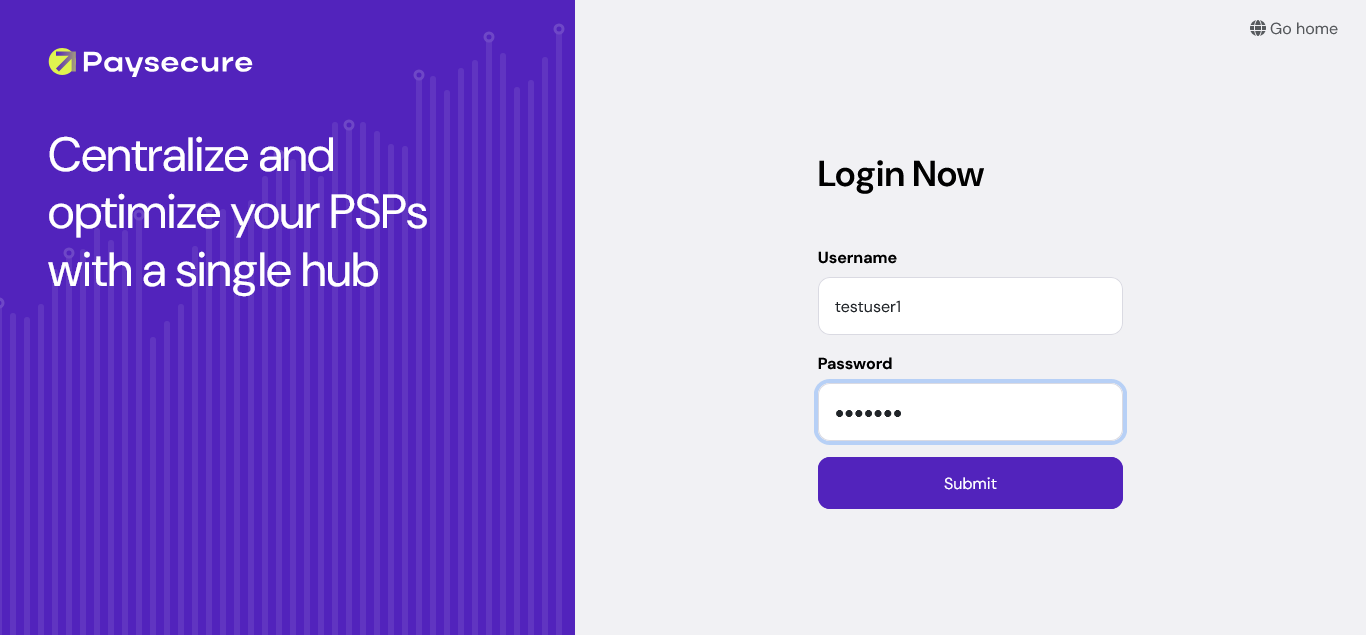 Paysecure
Centralize and
optimize your PSPs
with a single hub
Go home
Login Now
Username
testuser1
Password
•••••••
Submit